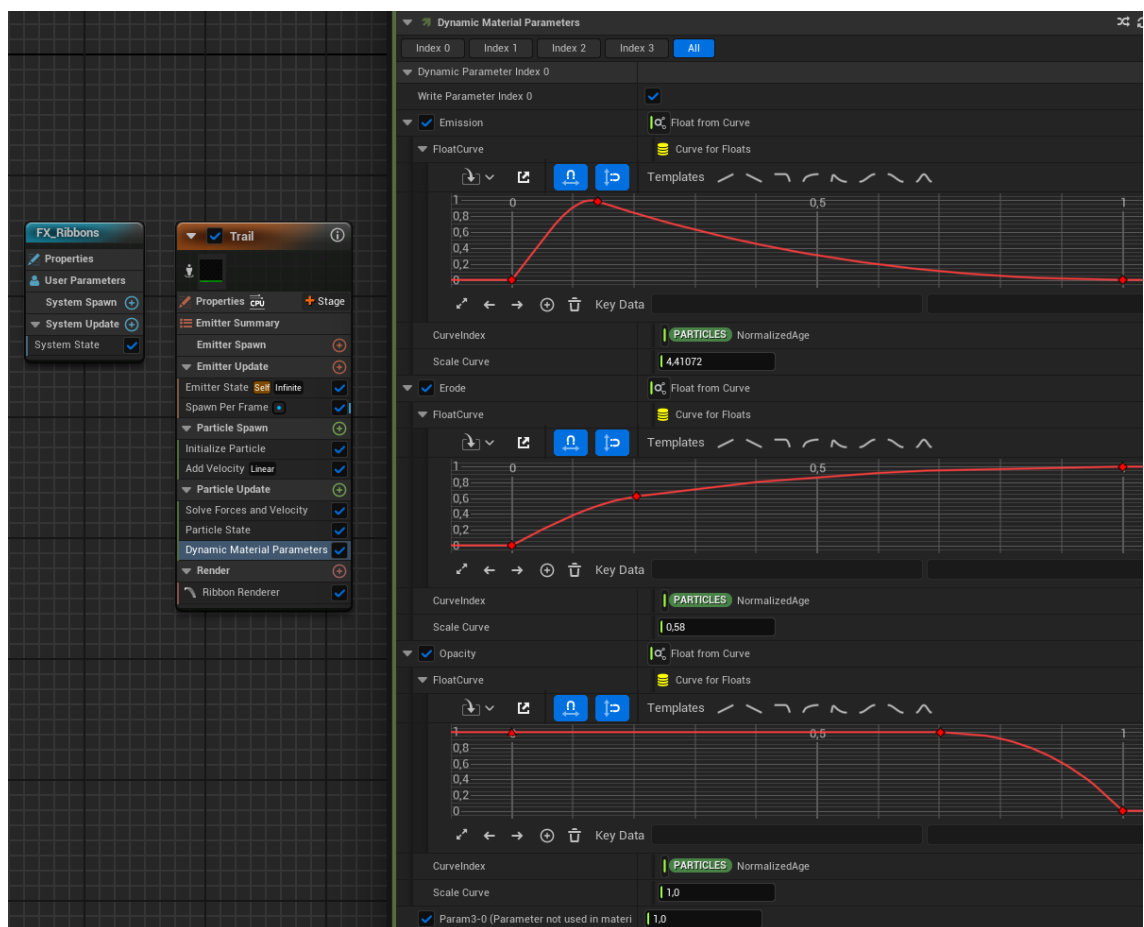 FX_Ribbons
Properties
User Parameters
System Spawn
System Update
System State
Trail
Properties CPU + Stage
Emitter Summary
Emitter Spawn
Emitter Update
Emitter State Self Infinite
Spawn Per Frame
Particle Spawn
Initialize Particle
Add Velocity Linear
Particle Update
Solve Forces and Velocity
Particle State
Dynamic Material Parameters
Render
Ribbon Renderer
Dynamic Material Parameters
Index 0 Index 1 Index 2 Index 3 All
Dynamic Parameter Index 0
Write Parameter Index 0
Emission Float from Curve
FloatCurve Curve for Floats
Templates
1 0 0,5 1
0,8
0,6
0,4
0,2
0
Key Data
CurveIndex PARTICLES NormalizedAge
Scale Curve 4,41072
Erode Float from Curve
FloatCurve Curve for Floats
Templates
1 0 0,5 1
0,8
0,6
0,4
0,2
0
Key Data
CurveIndex PARTICLES NormalizedAge
Scale Curve 0,58
Opacity Float from Curve
FloatCurve Curve for Floats
Templates
1 0 0,5 1
0,8
0,6
0,4
0,2
0
Key Data
CurveIndex PARTICLES NormalizedAge
Scale Curve 1,0
Param3-0 (Parameter not used in materi 1,0